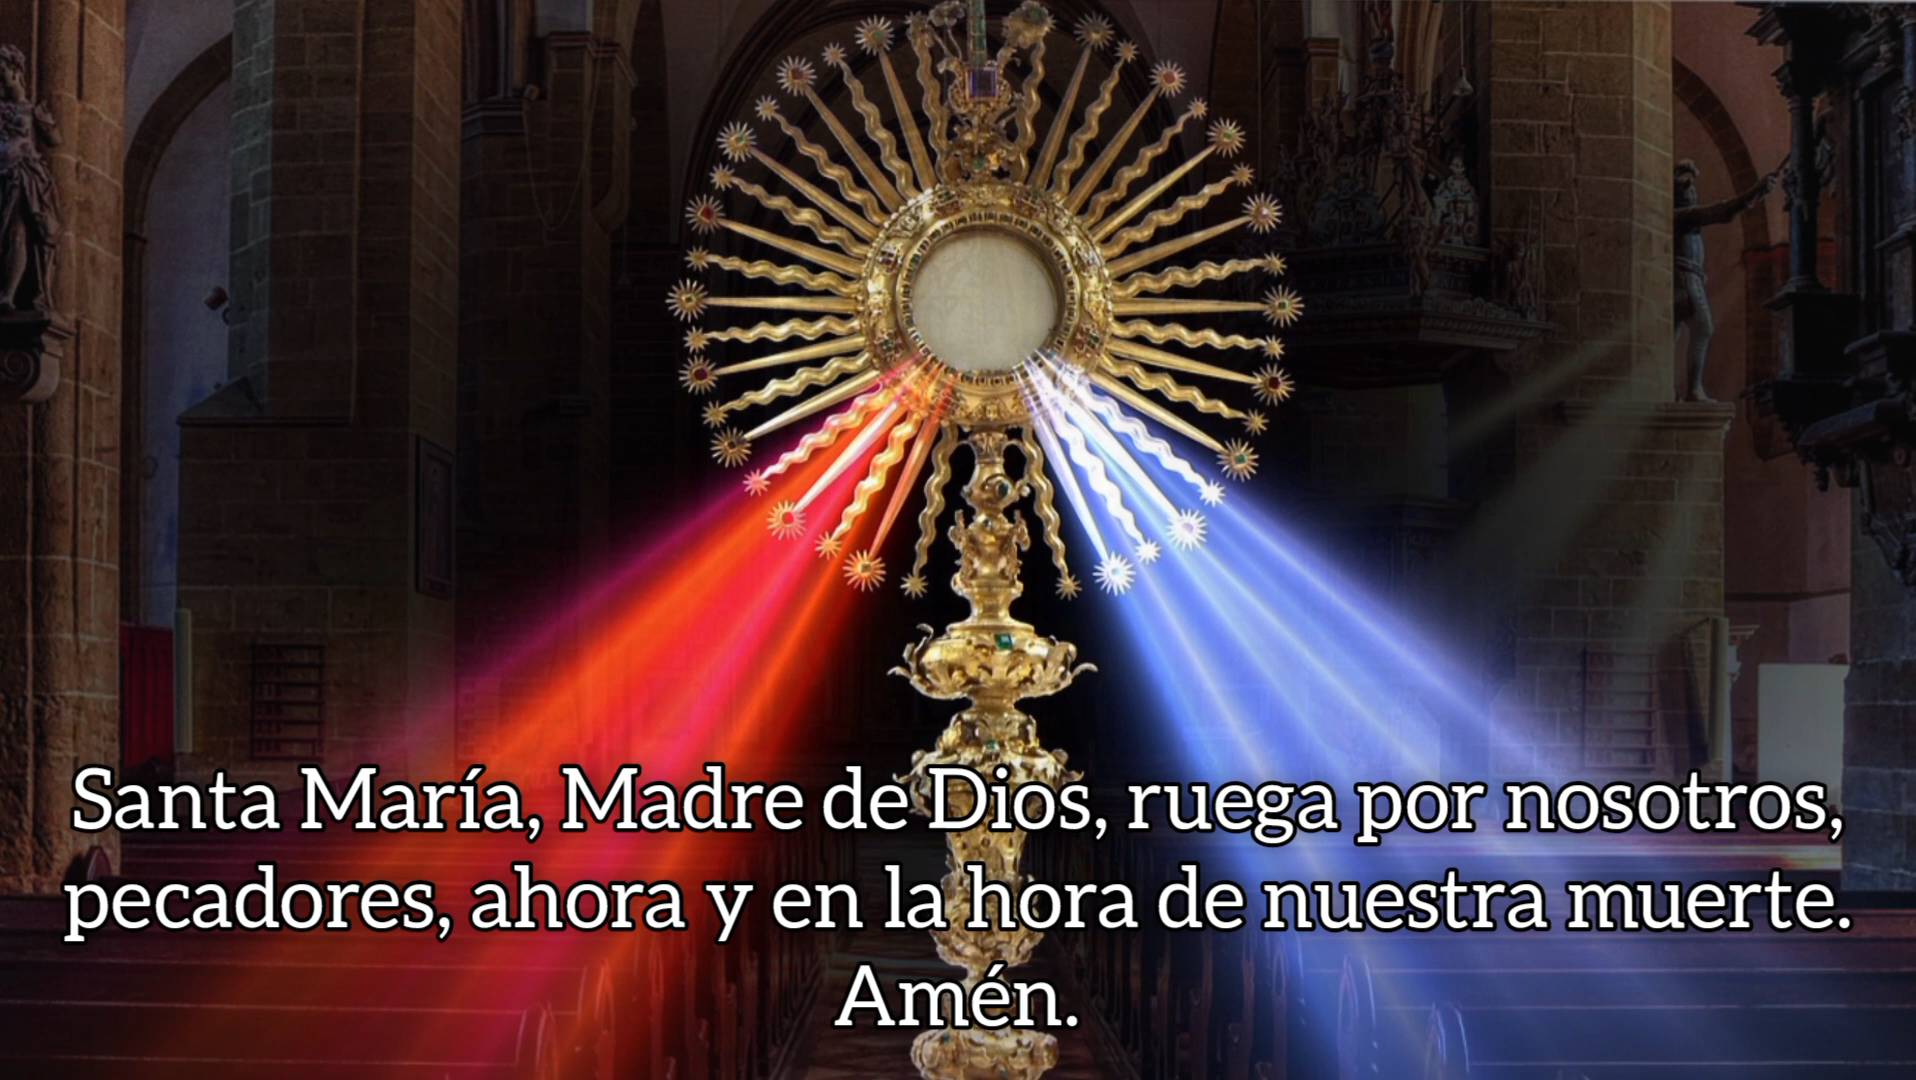 Santa María, Madre de Dios, ruega por nosotros,
pecadores, ahora y en la hora de nuestra muerte.
Amén.